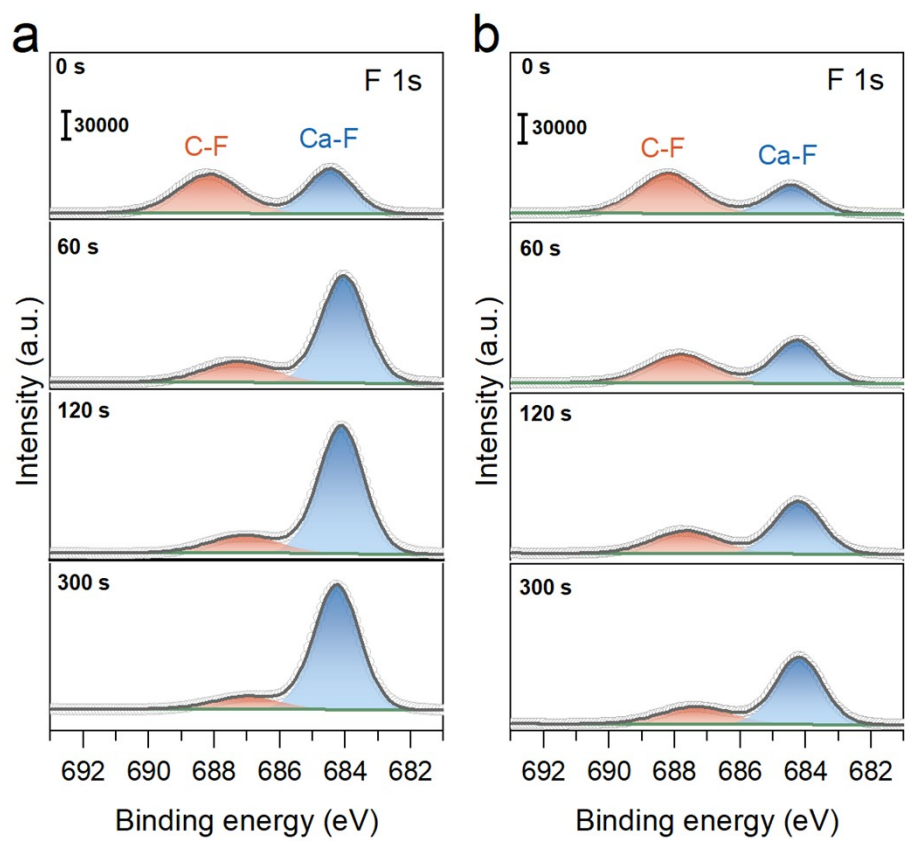 a
0 s
F 1s
30000
C-F
Ca-F
60 s
120 s
300 s
Intensity (a.u.)
692 690 688 686 684 682
Binding energy (eV)
b
0 s
F 1s
30000
C-F
Ca-F
60 s
120 s
300 s
Intensity (a.u.)
692 690 688 686 684 682
Binding energy (eV)